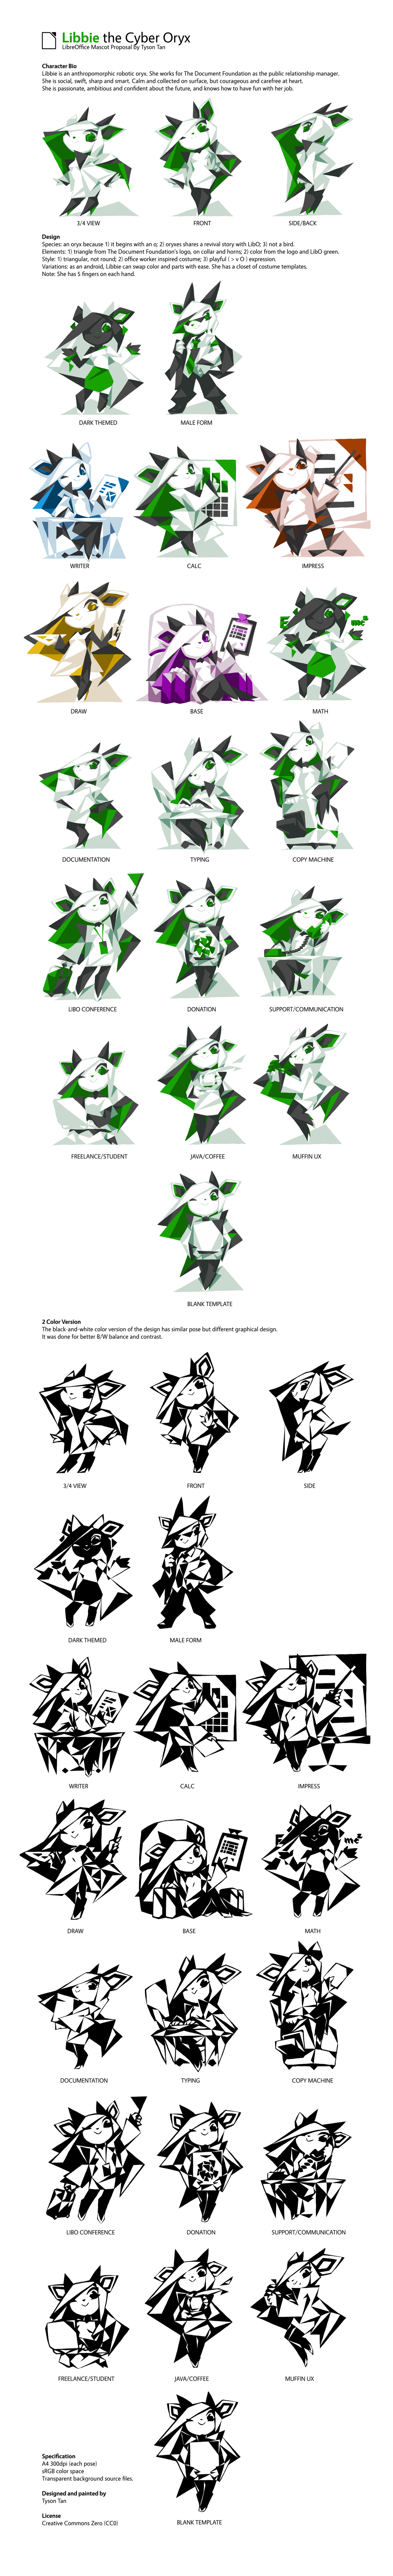 Libbie the Cyber Oryx
LibreOffice Mascot Proposal by Tyson Tan
Character Bio
Libbie is an anthropomorphic robotic oryx. She works for The Document Foundation as the public relationship manager.
She is social, swift, sharp and smart. Calm and collected on surface, but courageous and carefree at heart.
She is passionate, ambitious and confident about the future, and knows how to have fun with her job.
3/4 VIEW
FRONT
SIDE/BACK
Design
Species: an oryx because 1) it begins with an o; 2) oryxes shares a revival story with LibO; 3) not a bird.
Elements: 1) triangle from The Document Foundation's logo, on collar and horns; 2) color from the logo and LibO green.
Style: 1) triangular, not round; 2) office worker inspired costume; 3) playful ( > v O ) expression.
Variations: as an android, Libbie can swap color and parts with ease. She has a closet of costume templates.
Note: She has 5 fingers on each hand.
DARK THEMED
MALE FORM
WRITER
CALC
IMPRESS
E
mc²
DRAW
BASE
MATH
DOCUMENTATION
TYPING
COPY MACHINE
LIBO CONFERENCE
DONATION
SUPPORT/COMMUNICATION
FREELANCE/STUDENT
JAVA/COFFEE
MUFFIN UX
BLANK TEMPLATE
2 Color Version
The black-and-white color version of the design has similar pose but different graphical design.
It was done for better B/W balance and contrast.
3/4 VIEW
FRONT
SIDE
DARK THEMED
MALE FORM
WRITER
CALC
IMPRESS
E
mc²
DRAW
BASE
MATH
DOCUMENTATION
TYPING
COPY MACHINE
LIBO CONFERENCE
DONATION
SUPPORT/COMMUNICATION
FREELANCE/STUDENT
JAVA/COFFEE
MUFFIN UX
Specification
A4 300dpi (each pose)
sRGB color space
Transparent background source files.
Designed and painted by
Tyson Tan
License
Creative Commons Zero (CC0)
BLANK TEMPLATE